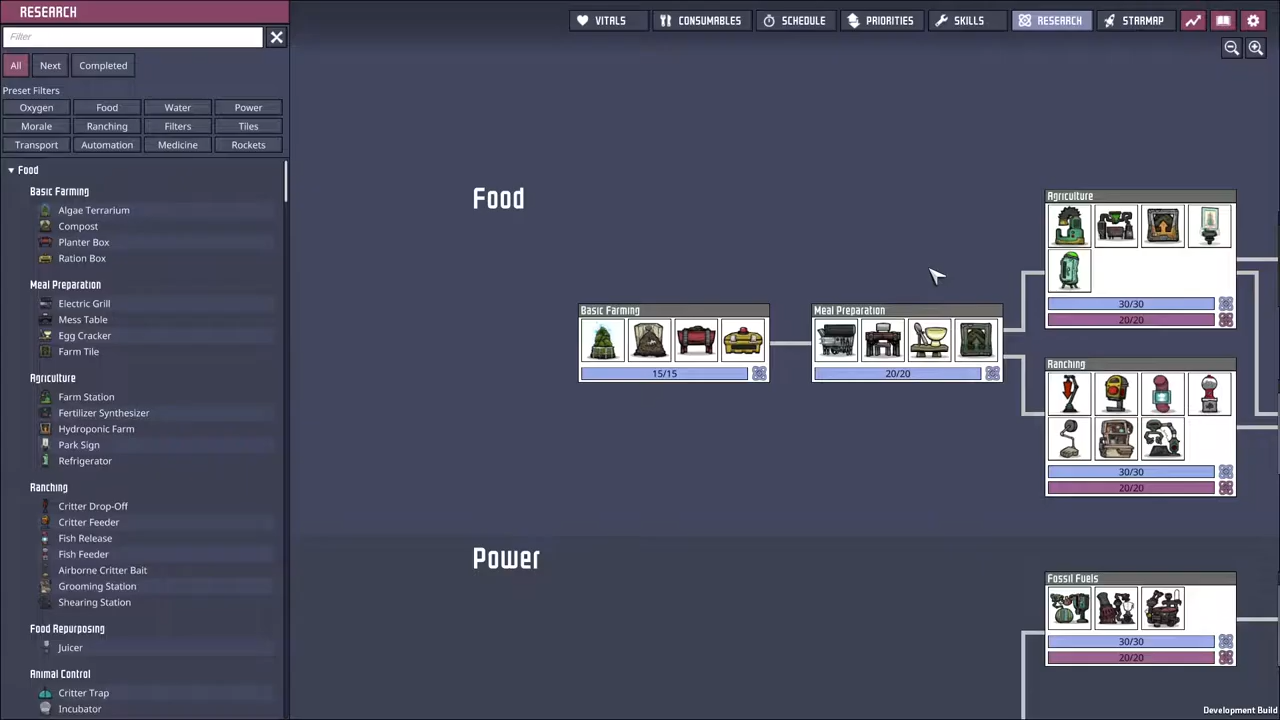 RESEARCH
VITALS
CONSUMABLES
SCHEDULE
PRIORITIES
SKILLS
RESEARCH
STARMAP
Filter
All
Next
Completed
Preset Filters
Oxygen
Food
Water
Power
Morale
Ranching
Filters
Tiles
Transport
Automation
Medicine
Rockets
Food
Basic Farming
Algae Terrarium
Compost
Planter Box
Ration Box
Meal Preparation
Electric Grill
Mess Table
Egg Cracker
Farm Tile
Agriculture
Farm Station
Fertilizer Synthesizer
Hydroponic Farm
Park Sign
Refrigerator
Ranching
Critter Drop-Off
Critter Feeder
Fish Release
Fish Feeder
Airborne Critter Bait
Grooming Station
Shearing Station
Food Repurposing
Juicer
Animal Control
Critter Trap
Incubator
Food
Basic Farming
15/15
Meal Preparation
20/20
Agriculture
30/30
20/20
Ranching
30/30
20/20
Power
Fossil Fuels
30/30
20/20
Development Build